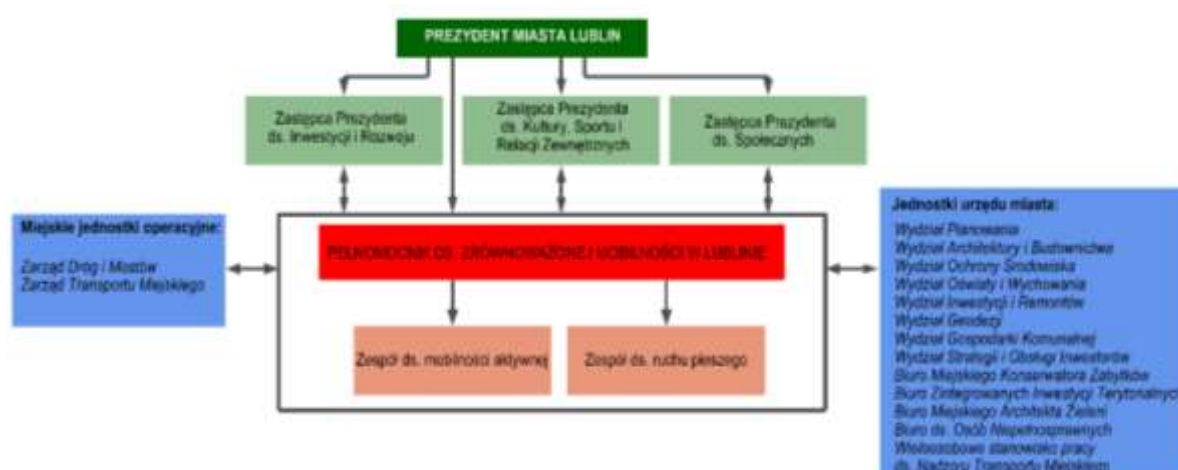 PREZYDENT MIASTA LUBLIN
Zastępca Prezydenta
ds. Inwestycji i Rozwoju
Zastępca Prezydenta
ds. Kultury, Sportu i
Relacji Zewnętrznych
Zastępca Prezydenta
ds. Społecznych
Miejskie jednostki operacyjne:
Zarząd Dróg i Mostów
Zarząd Transportu Miejskiego
PEŁNOMOCNIK DS. ZRÓWNOWAŻONEJ MOBILNOŚCI W LUBLINIE
Zespół ds. mobilności aktywnej
Zespół ds. ruchu pieszego
Jednostki urzędu miasta:
Wydział Planowania
Wydział Architektury i Budownictwa
Wydział Ochrony Środowiska
Wydział Oświaty i Wychowania
Wydział Inwestycji i Remontów
Wydział Geodezji
Wydział Gospodarki Komunalnej
Wydział Strategii i Obsługi Inwestorów
Biuro Miejskiego Konserwatora Zabytków
Biuro Zintegrowanych Inwestycji Terytorialnych
Biuro Miejskiego Architekta Zieleni
Biuro ds. Osób Niepełnosprawnych
Wieloosobowe stanowisko pracy
ds. Nadzoru Transportu Miejskiego